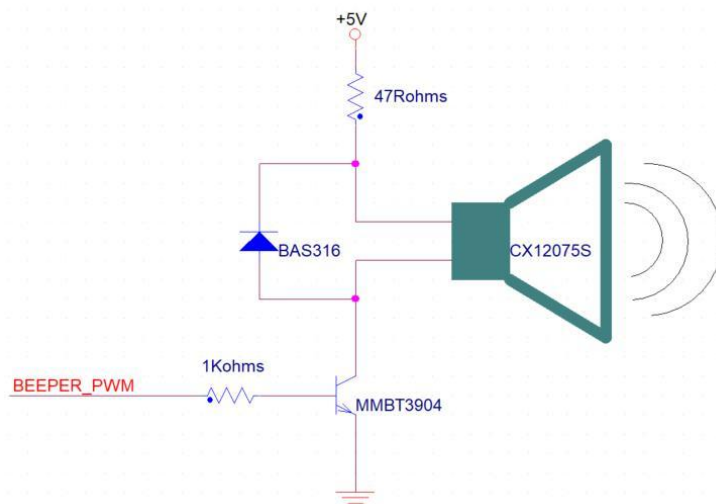 +5V
47Rohms
BAS316
CX12075S
1Kohms
BEEPER_PWM
MMBT3904